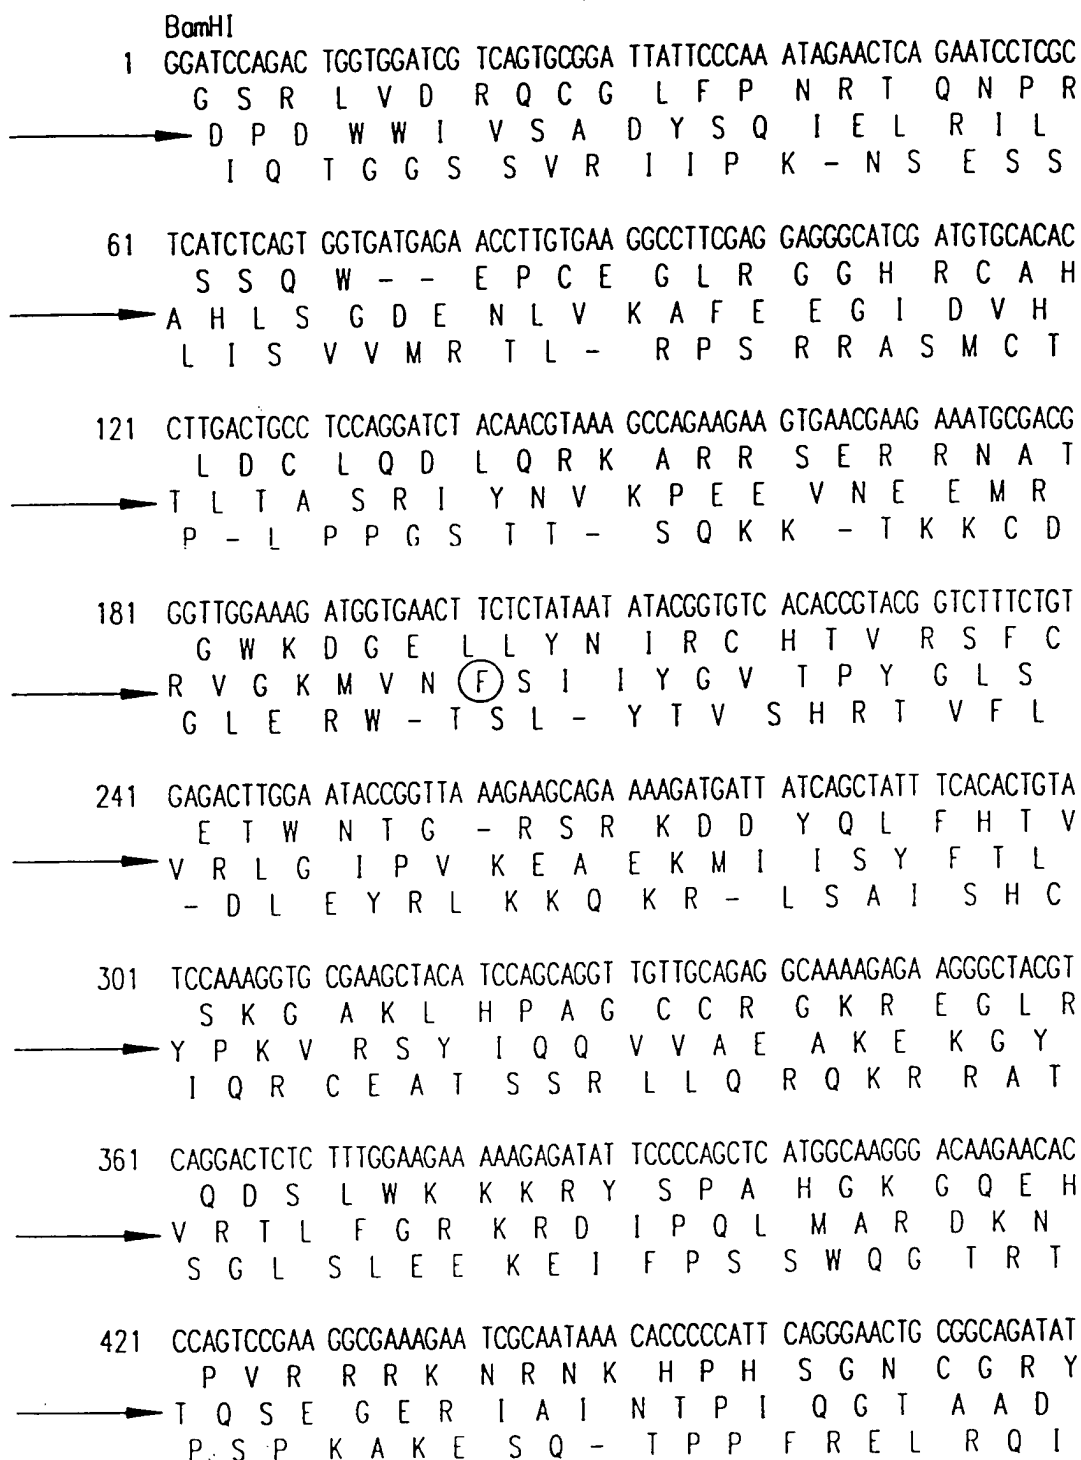 BamHI
1 GGATCCAGAC TGGTGGATCG TCAGTGCGGA TTATTCCCAA ATAGAACTCA GAATCCTCGC
G S R L V D R Q C G L F P N R T Q N P R
D P D W W I V S A D Y S Q I E L R I L
I Q T G G S S V R I I P K - N S E S S
61 TCATCTCAGT GGTGATGAGA ACCTTGTGAA GGCCTTCGAG GAGGGCATCG ATGTGCACAC
S S Q W - - E P C E G L R G G H R C A H
A H L S G D E N L V K A F E E G I D V H
L I S V V M R T L - R P S R R A S M C T
121 CTTGACTGCC TCCAGGATCT ACAACGTAAA GCCAGAAGAA GTGAACGAAG AAATGCGACG
L D C L Q D L Q R K A R R S E R R N A T
T L T A S R I Y N V K P E E V N E E M R
P - L P P G S T T - S Q K K - T K K C D
181 GGTTGGAAAG ATGGTGAACT TCTCTATAAT ATACGGTGTC ACACCGTACG GTCTTTCTGT
G W K D G E L L Y N I R C H T V R S F C
R V G K M V N F S I I Y G V T P Y G L S
G L E R W - T S L - Y T V S H R T V F L
241 GAGACTTGGA ATACCGGTTA AAGAAGCAGA AAAGATGATT ATCAGCTATT TCACACTGTA
E T W N T G - R S R K D D Y Q L F H T V
V R L G I P V K E A E K M I I S Y F T L
- D L E Y R L K K Q K R - L S A I S H C
301 TCCAAAGGTG CGAAGCTACA TCCAGCAGGT TGTTGCAGAG GCAAAAGAGA AGGGCTACGT
S K G A K L H P A G C C R G K R E G L R
Y P K V R S Y I Q Q V V A E A K E K G Y
I Q R C E A T S S R L L Q R Q K R R A T
361 CAGGACTCTC TTTGGAAGAA AAAGAGATAT TCCCCAGCTC ATGGCAAGGG ACAAGAACAC
Q D S L W K K K R Y S P A H G K G Q E H
V R T L F G R K R D I P Q L M A R D K N
S G L S L E E K E I F P S S W Q G T R T
421 CCAGTCCGAA GGCGAAAGAA TCGCAATAAA CACCCCCATT CAGGGAACTG CGGCAGATAT
P V R R R K N R N K H P H S G N C G R Y
T Q S E G E R I A I N T P I Q G T A A D
P S P K A K E S Q - T P P F R E L R Q I